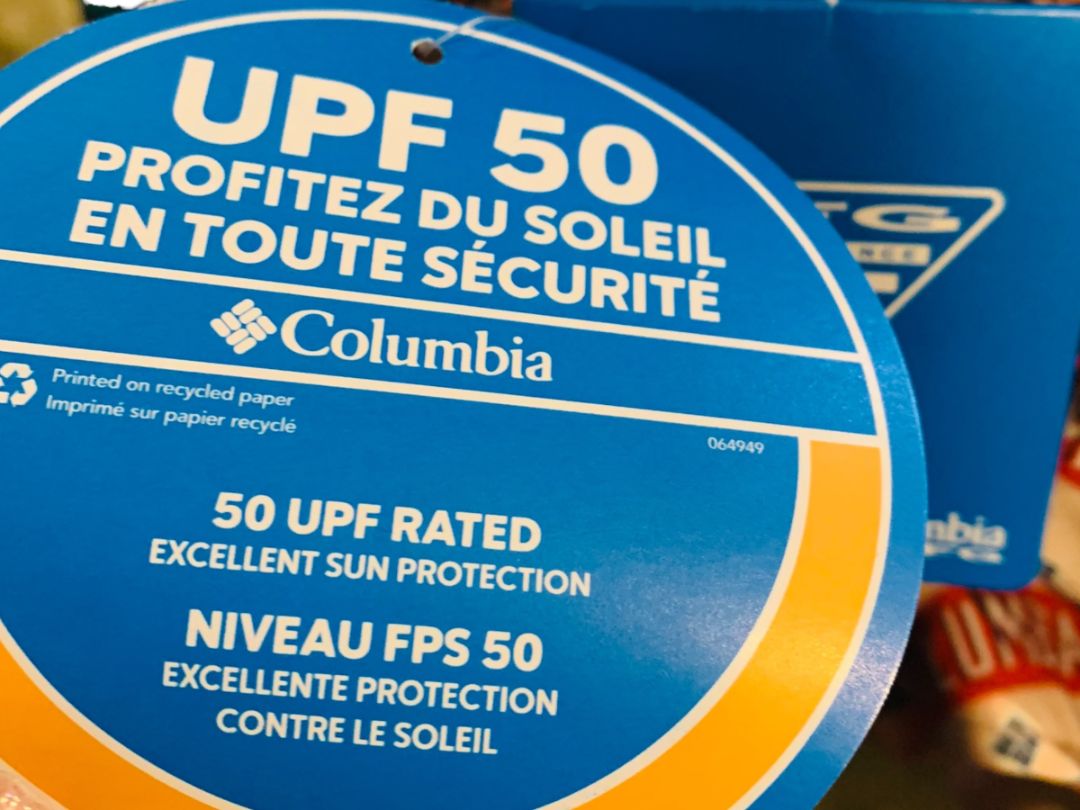 UPF 50
PROFITEZ DU SOLEIL
EN TOUTE SÉCURITÉ
Columbia
Printed on recycled paper
Imprimé sur papier recyclé
064949
50 UPF RATED
EXCELLENT SUN PROTECTION
NIVEAU FPS 50
EXCELLENTE PROTECTION
CONTRE LE SOLEIL